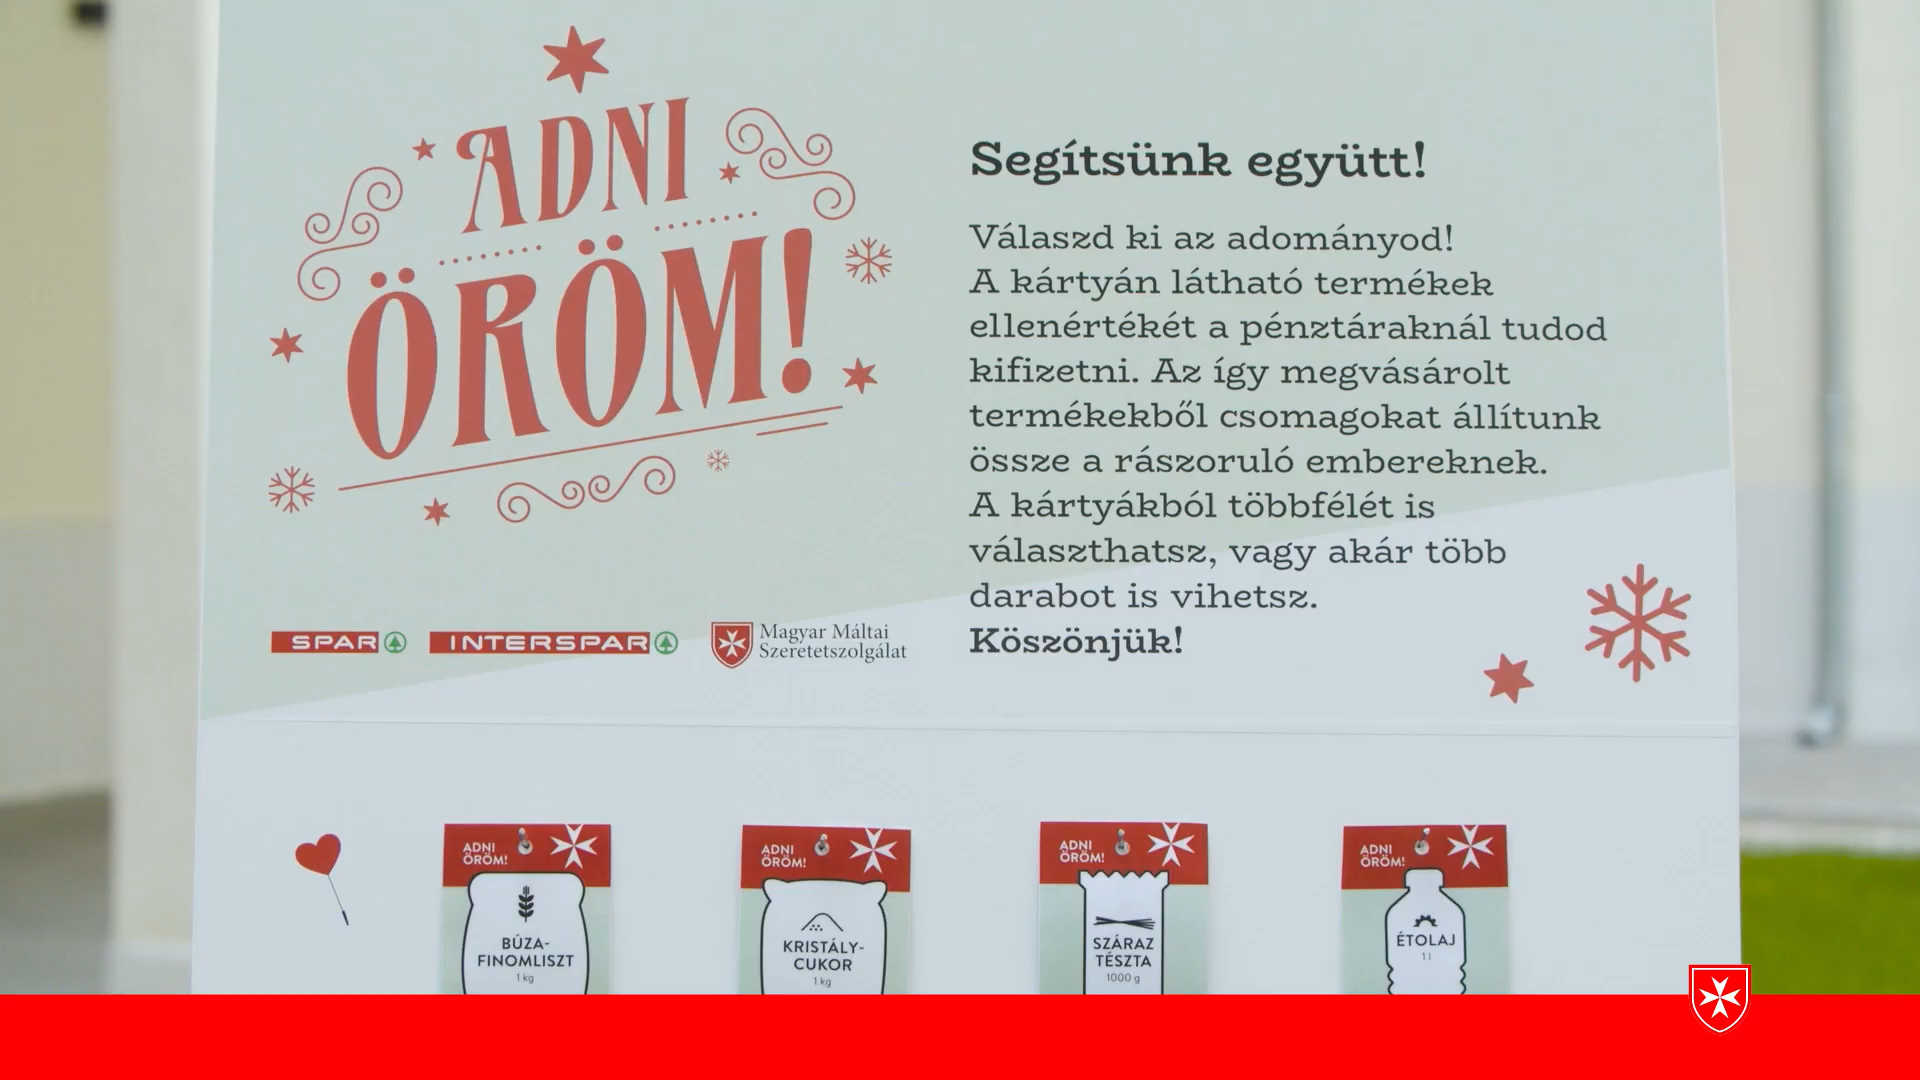 ADNI
ÖRÖM!
Segítsünk együtt!
Válaszd ki az adományod!
A kártyán látható termékek
ellenértékét a pénztáraknál tudod
kifizetni. Az így megvásárolt
termékekből csomagokat állítunk
össze a rászoruló embereknek.
A kártyákból többfélét is
választhatsz, vagy akár több
darabot is vihetsz.
Köszönjük!
SPAR
INTERSPAR
Magyar Máltai
Szeretetszolgálat
ADNI
ÖRÖM!
BÚZA-
FINOMLISZT
1 kg
ADNI
ÖRÖM!
KRISTÁLY-
CUKOR
1 kg
ADNI
ÖRÖM!
SZÁRAZ
TÉSZTA
1000 g
ADNI
ÖRÖM!
ÉTOLAJ
1 l